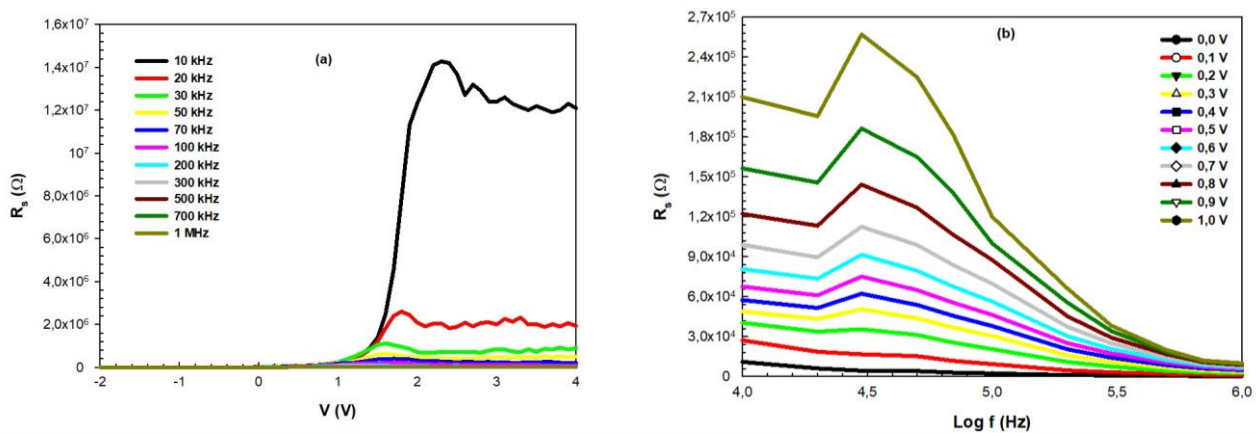 (a)
1,6x10⁷
1,4x10⁷
1,2x10⁷
10⁷
8,0x10⁶
6,0x10⁶
4,0x10⁶
2,0x10⁶
0
Rₛ (Ω)
10 kHz
20 kHz
30 kHz
50 kHz
70 kHz
100 kHz
200 kHz
300 kHz
500 kHz
700 kHz
1 MHz
-2 -1 0 1 2 3 4
V (V)
(b)
2,7x10⁵
2,4x10⁵
2,1x10⁵
1,8x10⁵
1,5x10⁵
1,2x10⁵
9,0x10⁴
6,0x10⁴
3,0x10⁴
0
Rₛ (Ω)
0,0 V
0,1 V
0,2 V
0,3 V
0,4 V
0,5 V
0,6 V
0,7 V
0,8 V
0,9 V
1,0 V
4,0 4,5 5,0 5,5 6,0
Log f (Hz)